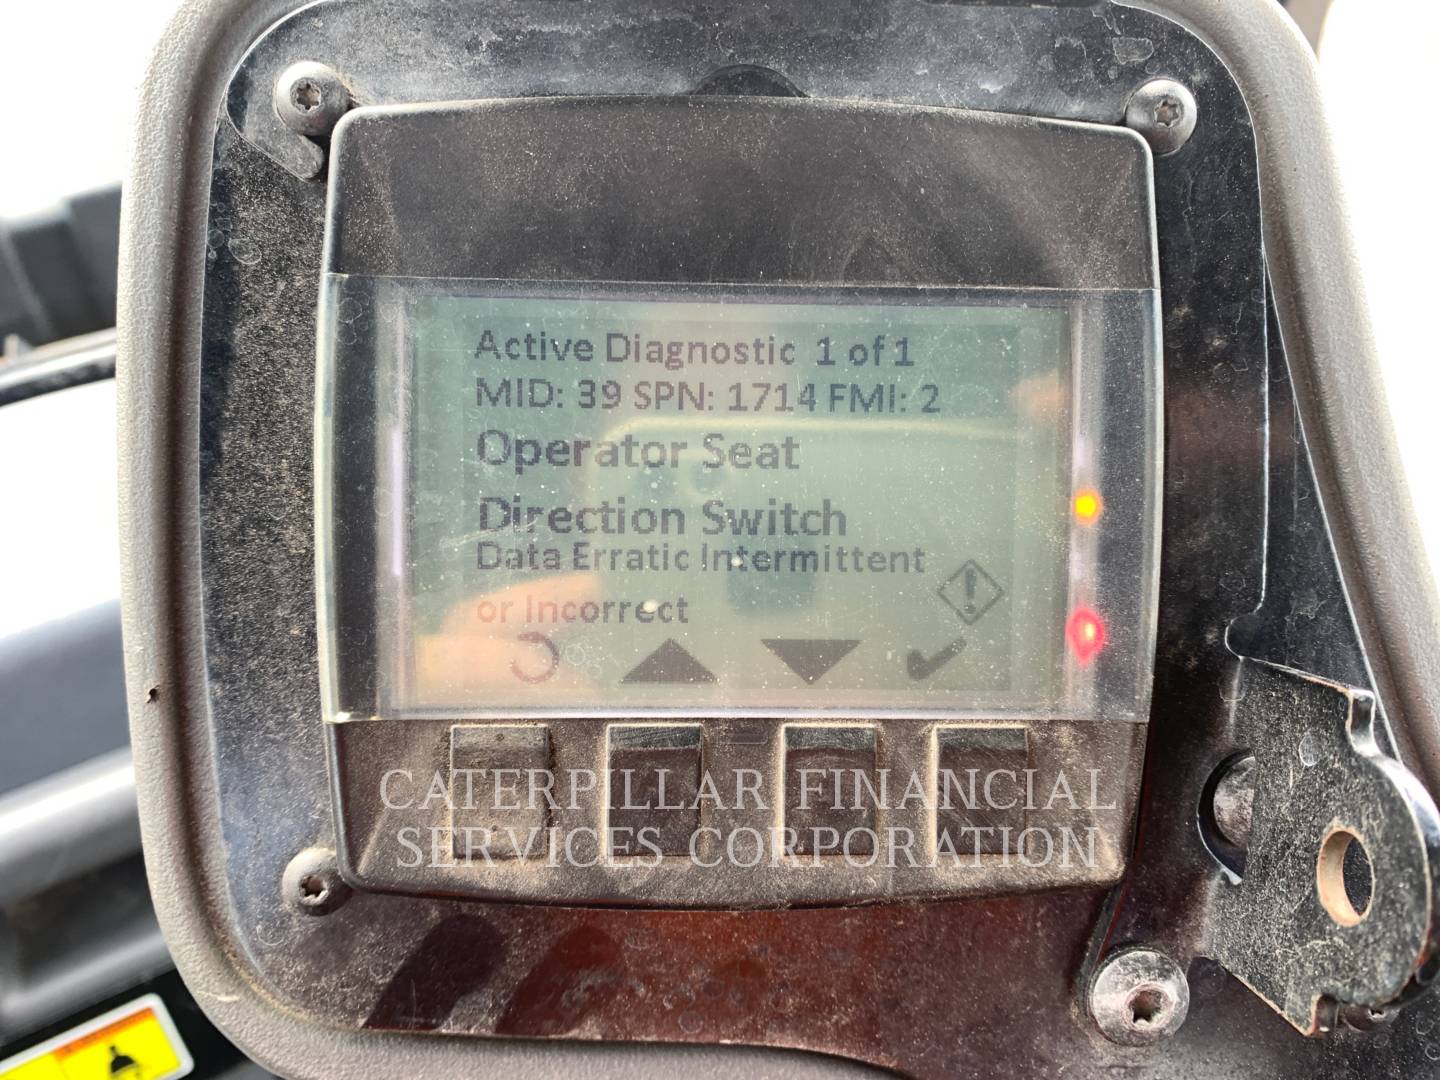 Active Diagnostic 1 of 1
MID: 39 SPN: 1714 FMI: 2
Operator Seat
Direction Switch
Data Erratic Intermittent
or Incorrect
CATERPILLAR FINANCIAL
SERVICES CORPORATION